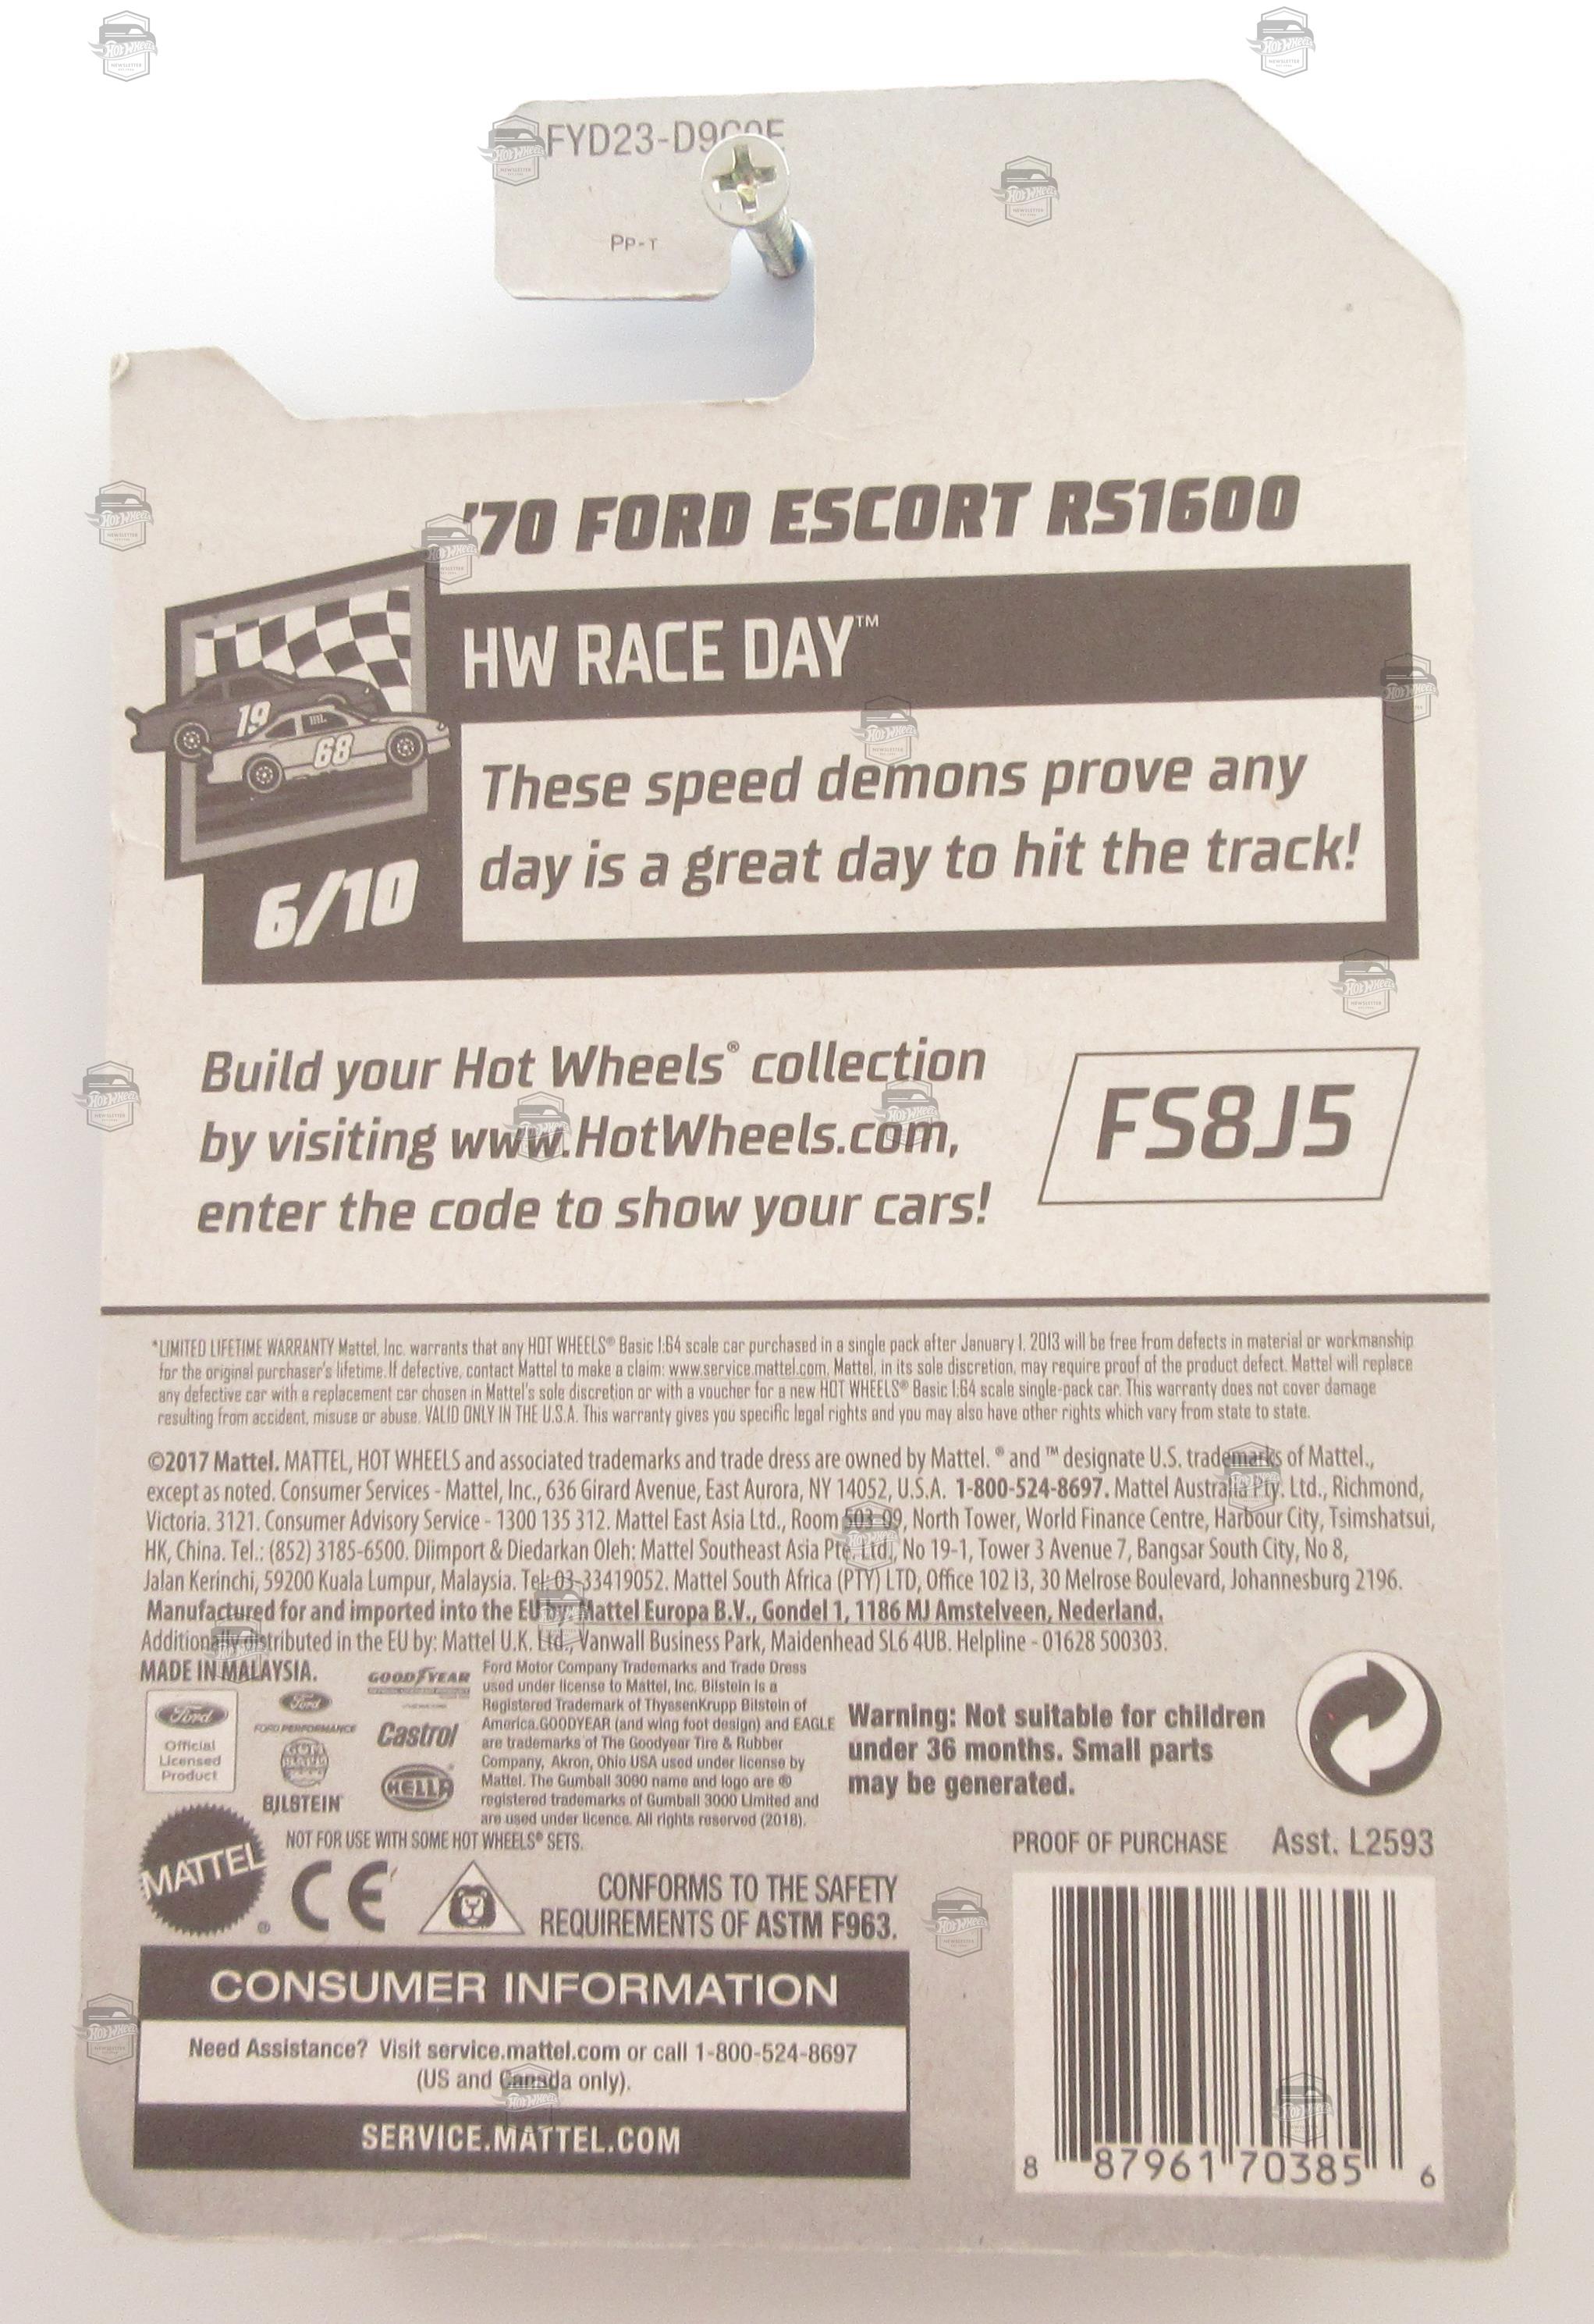 FYD23-D9C0E
Pp-T
'70 FORD ESCORT RS1600
HW RACE DAY™
19
68
These speed demons prove any
day is a great day to hit the track!
6/10
Build your Hot Wheels® collection
by visiting www.HotWheels.com,
enter the code to show your cars!
FS8J5
*LIMITED LIFETIME WARRANTY Mattel, Inc. warrants that any HOT WHEELS® Basic 1:64 scale car purchased in a single pack after January 1, 2013 will be free from defects in material or workmanship
for the original purchaser's lifetime. If defective, contact Mattel to make a claim: www.service.mattel.com. Mattel, in its sole discretion, may require proof of the product defect. Mattel will replace
any defective car with a replacement car chosen in Mattel's sole discretion or with a voucher for a new HOT WHEELS® Basic 1:64 scale single-pack car. This warranty does not cover damage
resulting from accident, misuse or abuse. VALID ONLY IN THE U.S.A. This warranty gives you specific legal rights and you may also have other rights which vary from state to state.
©2017 Mattel. MATTEL, HOT WHEELS and associated trademarks and trade dress are owned by Mattel. ® and ™ designate U.S. trademarks of Mattel.,
except as noted. Consumer Services - Mattel, Inc., 636 Girard Avenue, East Aurora, NY 14052, U.S.A. 1-800-524-8697. Mattel Australia Pty. Ltd., Richmond,
Victoria. 3121. Consumer Advisory Service - 1300 135 312. Mattel East Asia Ltd., Room 503-09, North Tower, World Finance Centre, Harbour City, Tsimshatsui,
HK, China. Tel.: (852) 3185-6500. Diimport & Diedarkan Oleh: Mattel Southeast Asia Pte. Ltd., No 19-1, Tower 3 Avenue 7, Bangsar South City, No 8,
Jalan Kerinchi, 59200 Kuala Lumpur, Malaysia. Tel: 03-33419052. Mattel South Africa (PTY) LTD, Office 102 I3, 30 Melrose Boulevard, Johannesburg 2196.
Manufactured for and imported into the EU by: Mattel Europa B.V., Gondel 1, 1186 MJ Amstelveen, Nederland.
Additionally distributed in the EU by: Mattel U.K. Ltd., Vanwall Business Park, Maidenhead SL6 4UB. Helpline - 01628 500303.
MADE IN MALAYSIA.
Ford
Official
Licensed
Product
Ford
FORD PERFORMANCE
BILSTEIN
GOODYEAR
Castrol
HELLA
Ford Motor Company Trademarks and Trade Dress
used under license to Mattel, Inc. Bilstein is a
Registered Trademark of ThyssenKrupp Bilstein of
America.GOODYEAR (and wing foot design) and EAGLE
are trademarks of The Goodyear Tire & Rubber
Company, Akron, Ohio USA used under license by
Mattel. The Gumball 3000 name and logo are ®
registered trademarks of Gumball 3000 Limited and
are used under licence. All rights reserved (2018).
Warning: Not suitable for children
under 36 months. Small parts
may be generated.
NOT FOR USE WITH SOME HOT WHEELS® SETS.
MATTEL ®
CE
CONFORMS TO THE SAFETY
REQUIREMENTS OF ASTM F963.
PROOF OF PURCHASE Asst. L2593
CONSUMER INFORMATION
Need Assistance? Visit service.mattel.com or call 1-800-524-8697
(US and Canada only).
SERVICE.MATTEL.COM
8 87961 70385 6